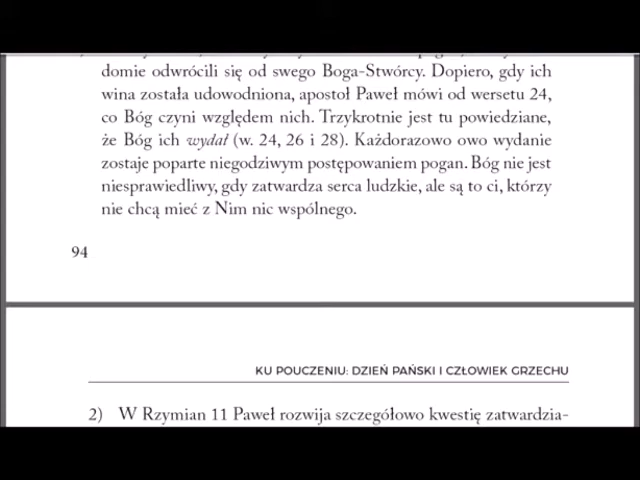 domie odwrócili się od swego Boga-Stwórcy. Dopiero, gdy ich
wina została udowodniona, apostoł Paweł mówi od wersetu 24,
co Bóg czyni względem nich. Trzykrotnie jest tu powiedziane,
że Bóg ich wydał (w. 24, 26 i 28). Każdorazowo owo wydanie
zostaje poparte niegodziwym postępowaniem pogan. Bóg nie jest
niesprawiedliwy, gdy zatwardza serca ludzkie, ale są to ci, którzy
nie chcą mieć z Nim nic wspólnego.
94
KU POUCZENIU: DZIEŃ PAŃSKI I CZŁOWIEK GRZECHU
2) W Rzymian 11 Paweł rozwija szczegółowo kwestię zatwardzia-